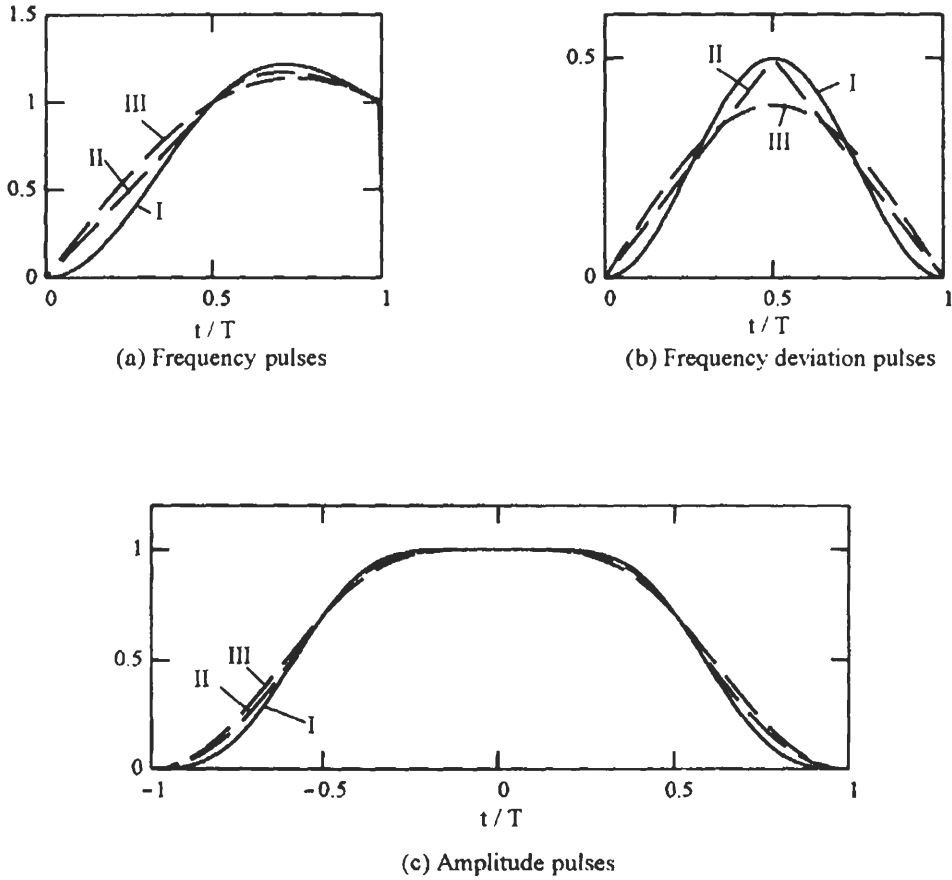 1.5
1
0.5
0
III
II
I
0
0.5
1
t / T
(a) Frequency pulses
0.5
0
II
I
III
0
0.5
1
t / T
(b) Frequency deviation pulses
1
0.5
0
III
II
I
-1
-0.5
0
0.5
1
t / T
(c) Amplitude pulses